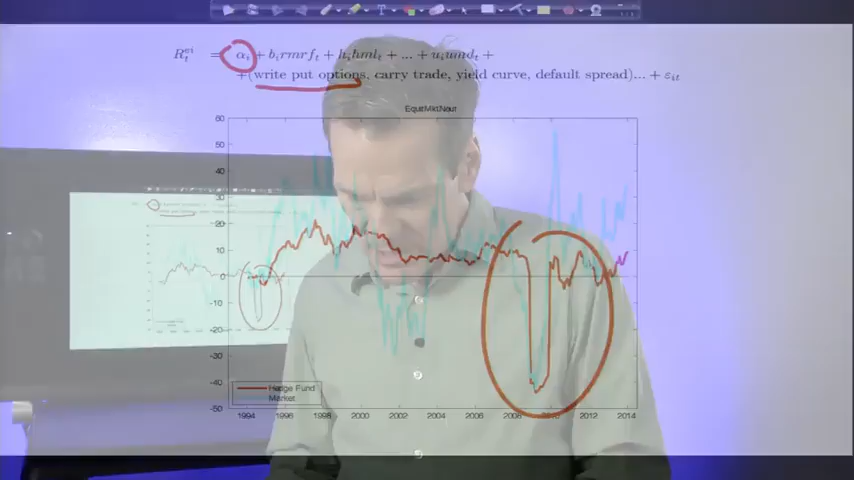 R_t^{ei} = α_i + b_i rmrf_t + h_i hml_t + ... + u_i umd_t +
+(write put options, carry trade, yield curve, default spread)... + ε_{it}
EquitMktNeur
60
50
40
30
20
10
0
-10
-20
-30
-40
-50
Hedge Fund
Market
1994 1996 1998 2000 2002 2004 2006 2008 2010 2012 2014